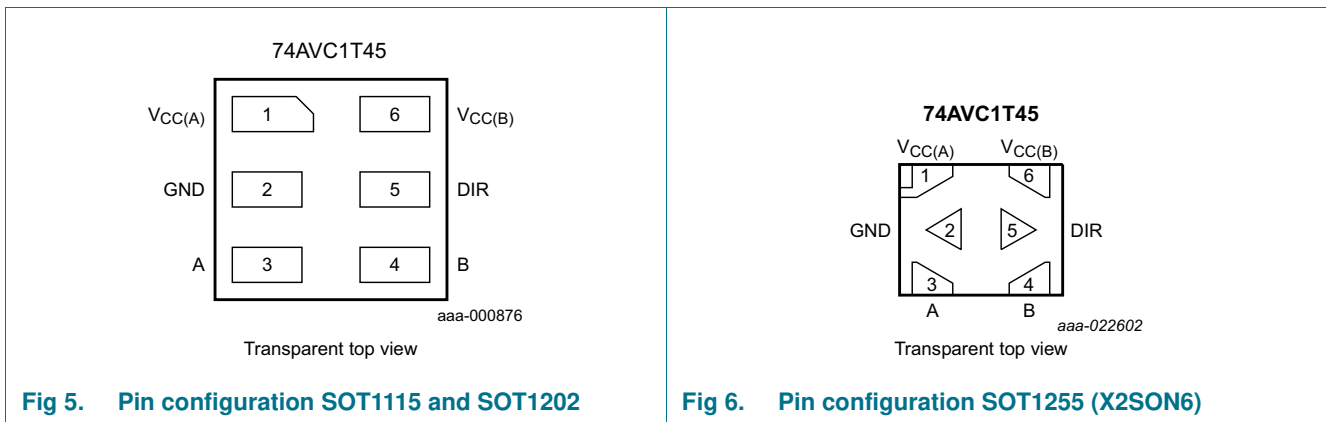 74AVC1T45
VCC(A) 1 6 VCC(B)
GND 2 5 DIR
A 3 4 B
aaa-000876
Transparent top view
Fig 5. Pin configuration SOT1115 and SOT1202
74AVC1T45
VCC(A) VCC(B)
1 6
GND 2 5 DIR
3 4
A B
aaa-022602
Transparent top view
Fig 6. Pin configuration SOT1255 (X2SON6)